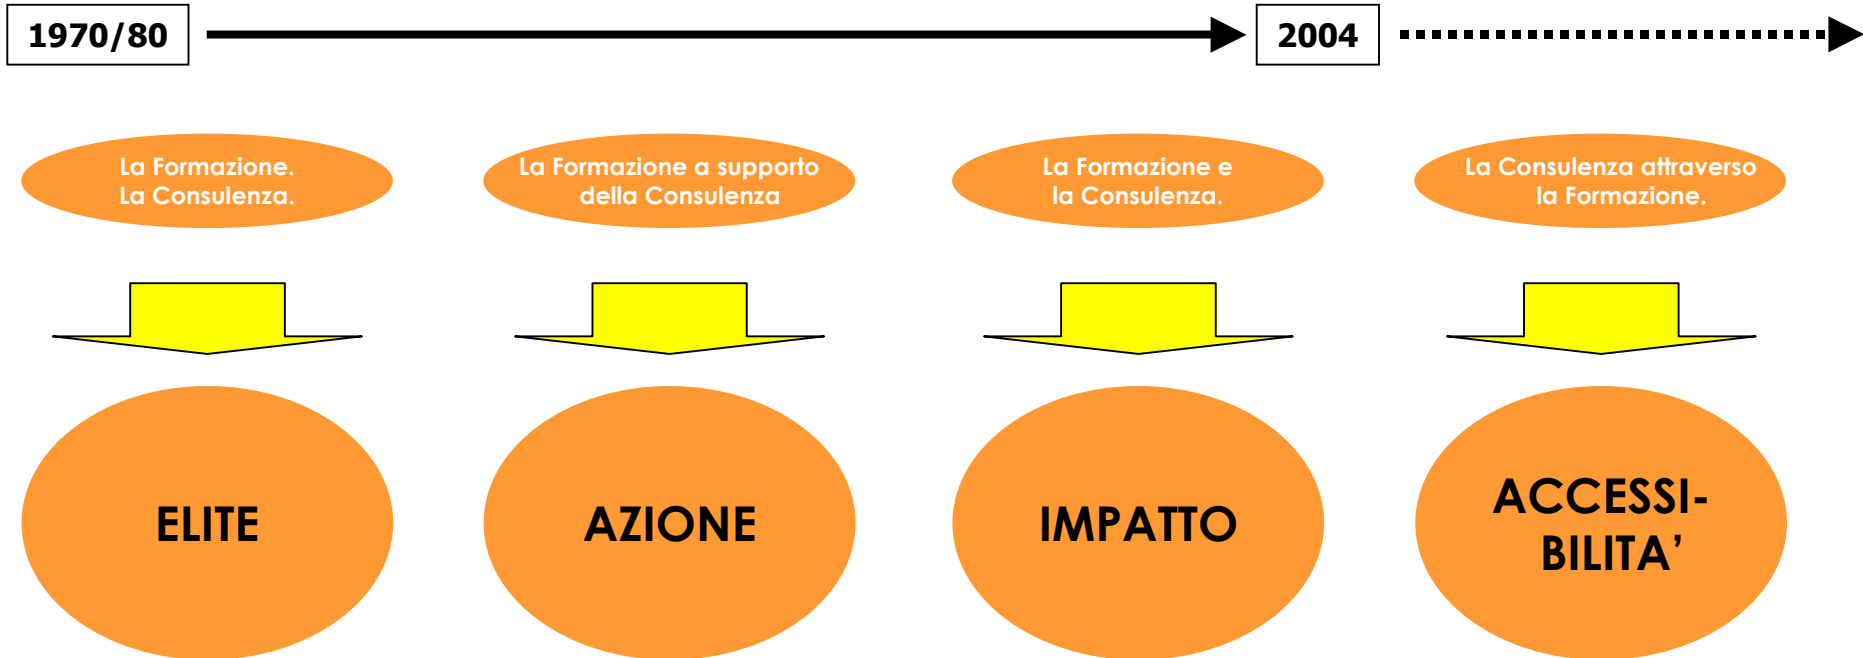 1970/80
2004
La Formazione.
La Consulenza.
La Formazione a supporto
della Consulenza
La Formazione e
la Consulenza.
La Consulenza attraverso
la Formazione.
ELITE
AZIONE
IMPATTO
ACCESSI-
BILITA’